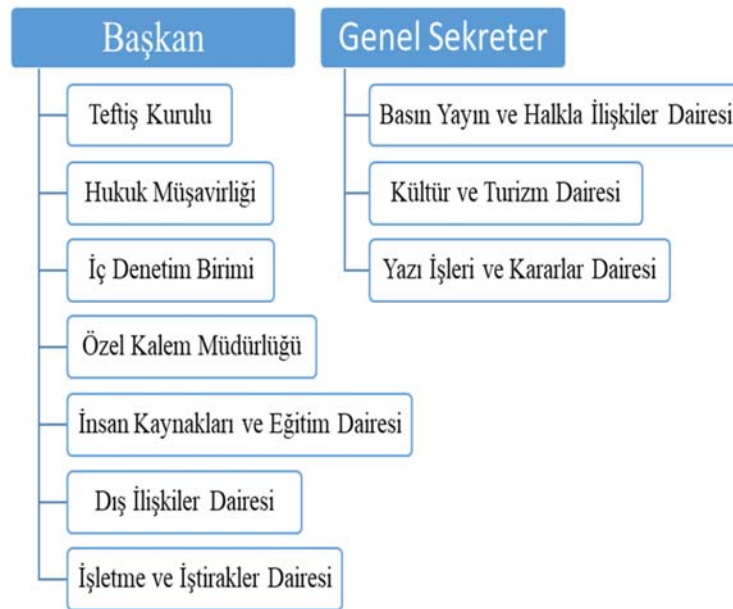 Başkan
Teftiş Kurulu
Hukuk Müşavirliği
İç Denetim Birimi
Özel Kalem Müdürlüğü
İnsan Kaynakları ve Eğitim Dairesi
Dış İlişkiler Dairesi
İşletme ve İştirakler Dairesi
Genel Sekreter
Basın Yayın ve Halkla İlişkiler Dairesi
Kültür ve Turizm Dairesi
Yazı İşleri ve Kararlar Dairesi